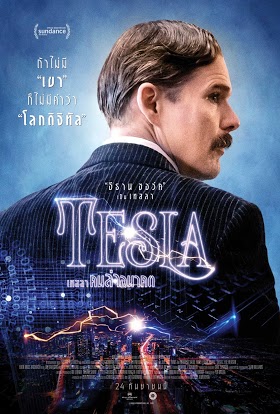 sundance
ถ้าไม่มี
"เขา"
ก็ไม่มีคำว่า
"โลกดิจิทัล"
"อีธาน ฮอว์ค"
เป็น เทสลา
TESLA
เทสลา คนล่าอนาคต
24 กันยายนนี้